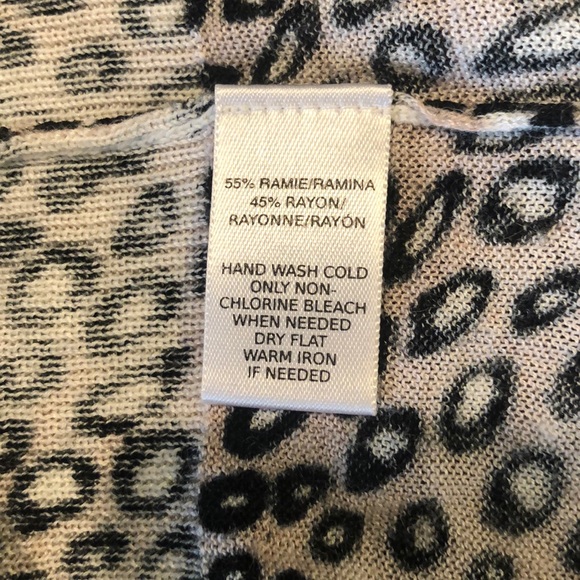 55% RAMIE/RAMINA
45% RAYON/
RAYONNE/RAYÓN
HAND WASH COLD
ONLY NON-
CHLORINE BLEACH
WHEN NEEDED
DRY FLAT
WARM IRON
IF NEEDED